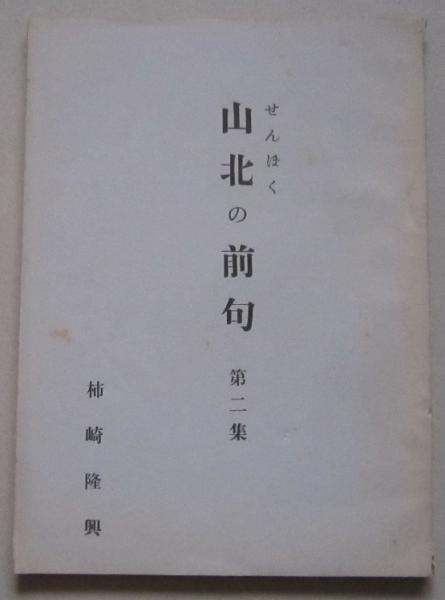 せんぼく
山北の前句 第二集
柿崎隆興